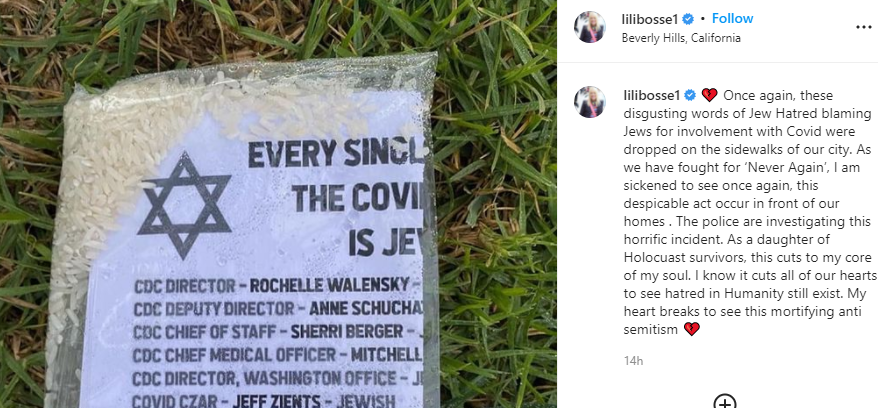 EVERY
THE
IS
CDC DIRECTOR – ROCHELLE WALENSKY –
CDC DEPUTY DIRECTOR – ANNE
CDC CHIEF OF STAFF – SHERRI BERGER –
CDC CHIEF MEDICAL OFFICER – MITCHELL
CDC DIRECTOR, WASHINGTON OFFICE –
COVID CZAR – JEFF ZIENTS – JEWISH
lilibosse1 • Follow
Beverly Hills, California
lilibosse1 💔 Once again, these
disgusting words of Jew Hatred blaming
Jews for involvement with Covid were
dropped on the sidewalks of our city. As
we have fought for ‘Never Again’, I am
sickened to see once again, this
despicable act occur in front of our
homes . The police are investigating this
horrific incident. As a daughter of
Holocuast survivors, this cuts to my core
of my soul. I know it cuts all of our hearts
to see hatred in Humanity still exist. My
heart breaks to see this mortifying anti
semitism 💔
14h